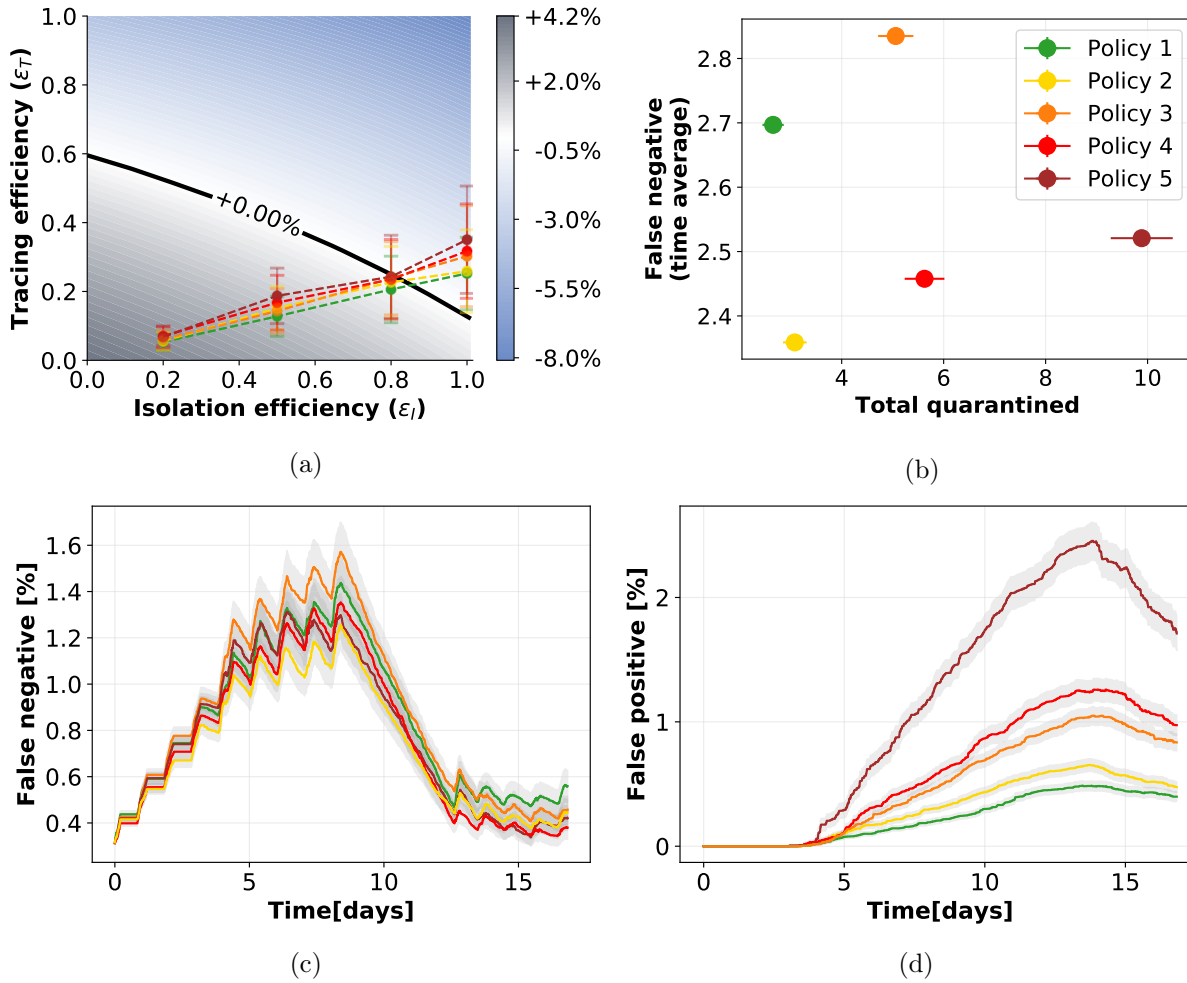 1.0
0.8
0.6
0.4
0.2
0.0
0.0 0.2 0.4 0.6 0.8 1.0
Tracing efficiency (ε_T)
Isolation efficiency (ε_I)
+0.00%
+4.2%
+2.0%
-0.5%
-3.0%
-5.5%
-8.0%
(a)
2.8
2.7
2.6
2.5
2.4
4 6 8 10
False negative
(time average)
Total quarantined
Policy 1
Policy 2
Policy 3
Policy 4
Policy 5
(b)
1.6
1.4
1.2
1.0
0.8
0.6
0.4
0 5 10 15
False negative [%]
Time[days]
(c)
2
1
0
0 5 10 15
False positive [%]
Time[days]
(d)